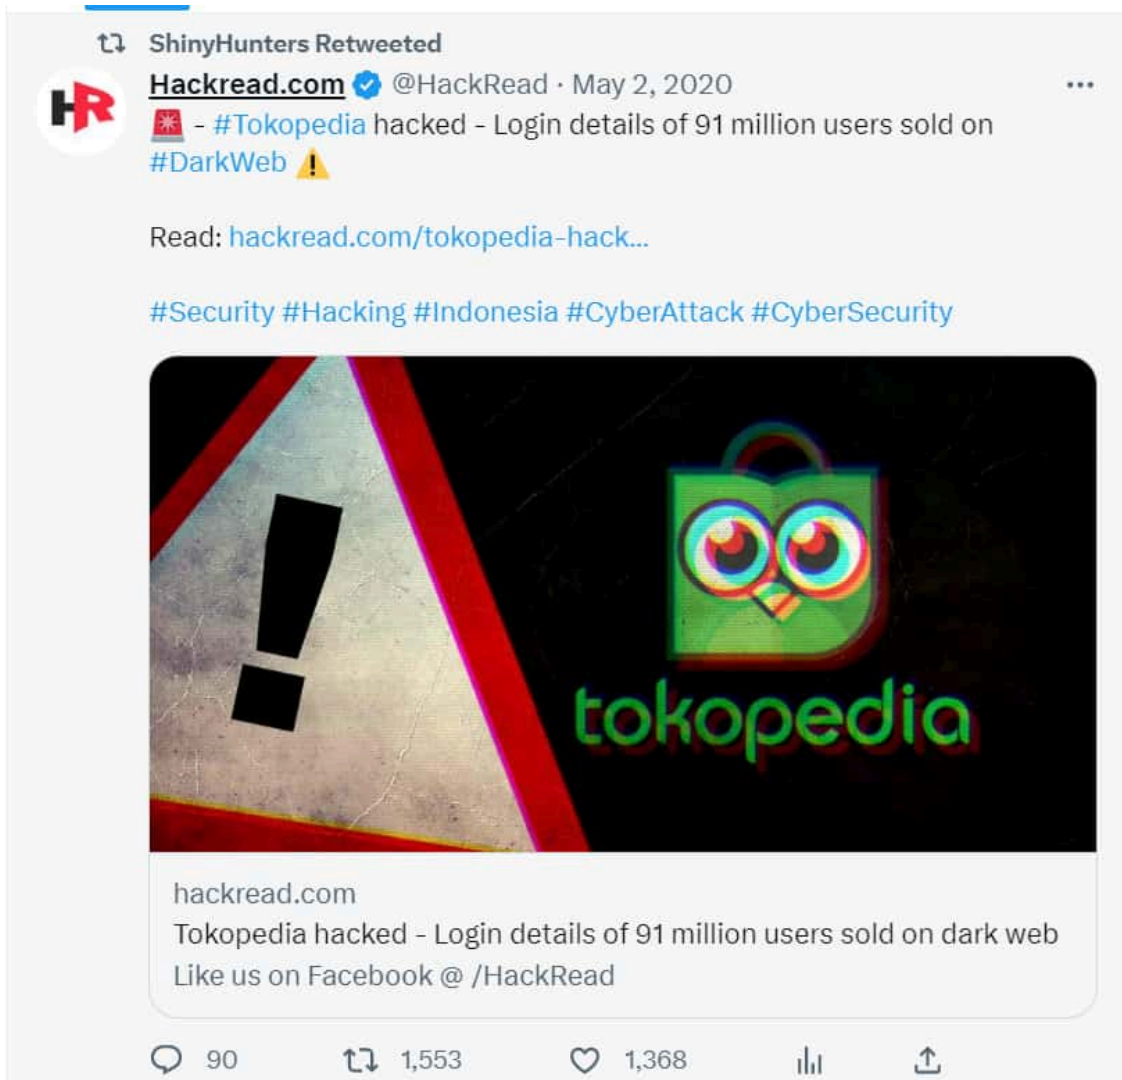 ShinyHunters Retweeted
Hackread.com @HackRead · May 2, 2020
🚨 - #Tokopedia hacked - Login details of 91 million users sold on
#DarkWeb ⚠️
Read: hackread.com/tokopedia-hack...
#Security #Hacking #Indonesia #CyberAttack #CyberSecurity
!
tokopedia
hackread.com
Tokopedia hacked - Login details of 91 million users sold on dark web
Like us on Facebook @ /HackRead
90 1,553 1,368